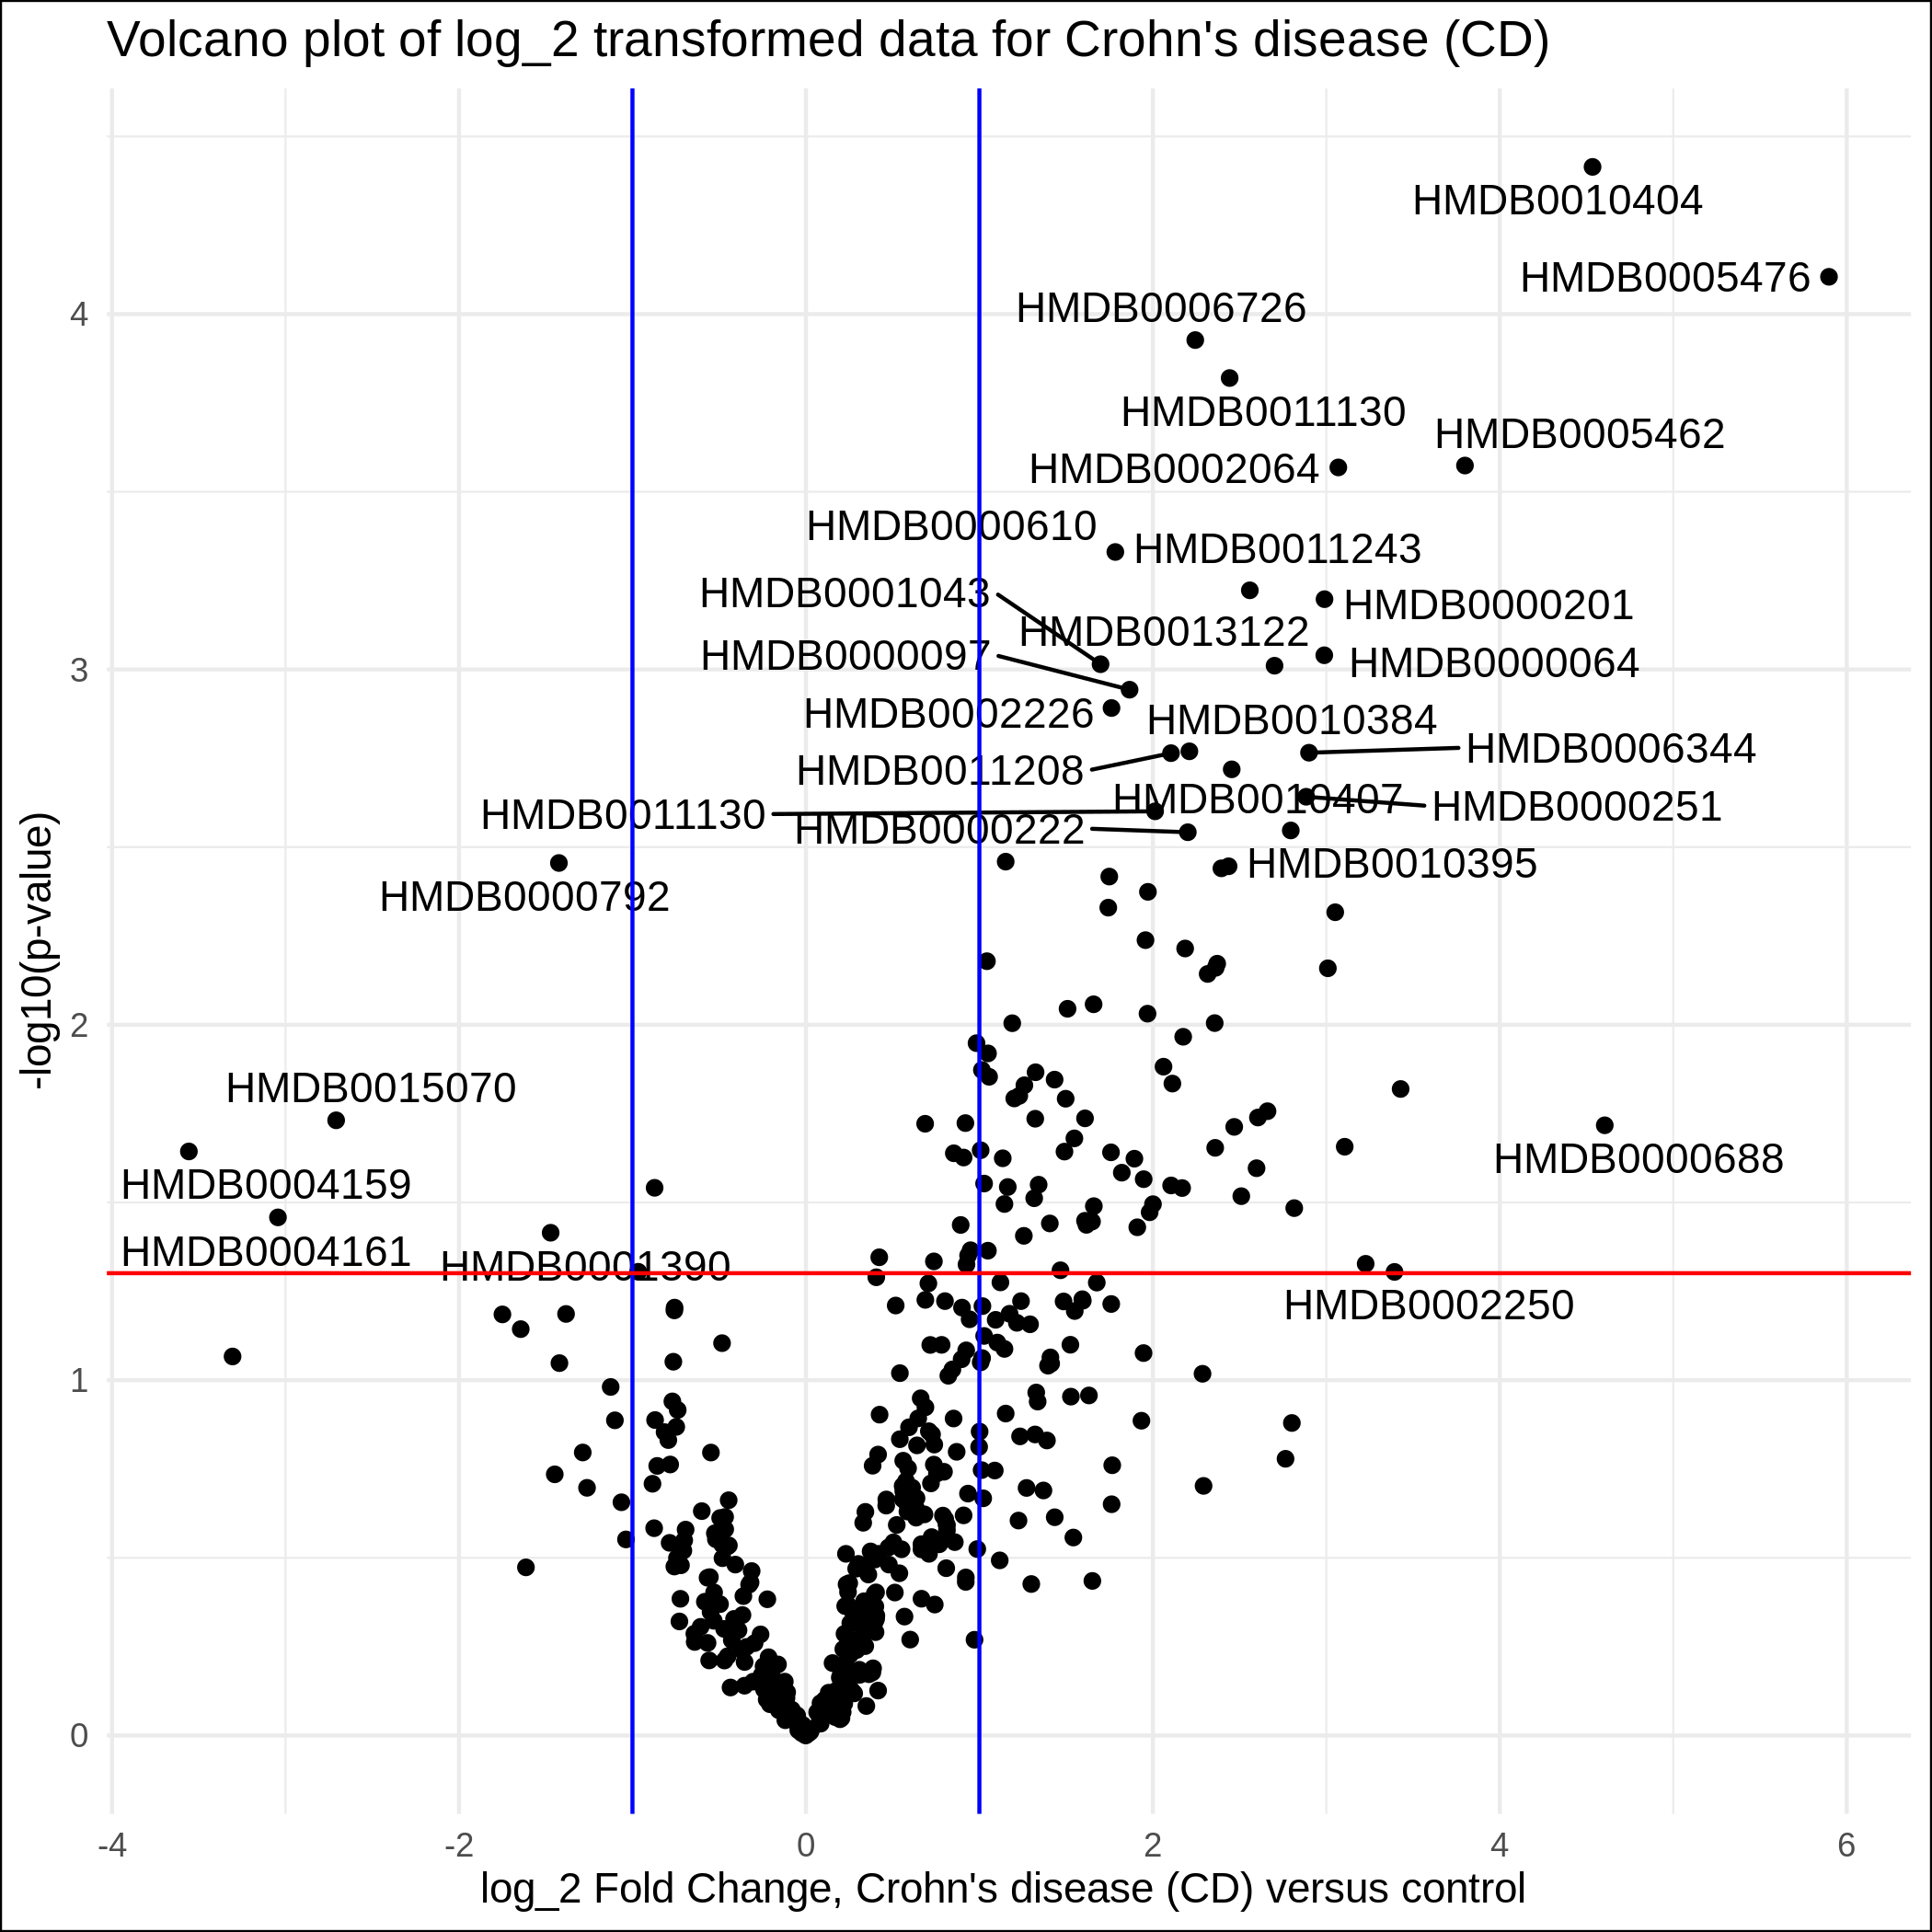 Volcano plot of log_2 transformed data for Crohn's disease (CD)
HMDB0010404
HMDB0005476
HMDB0006726
HMDB0011130
HMDB0005462
HMDB0002064
HMDB0000610
HMDB0011243
HMDB0001043
HMDB0000201
HMDB0013122
HMDB0000097
HMDB0000064
HMDB0002226
HMDB0010384
HMDB0006344
HMDB0011208
HMDB0010407
HMDB0000251
HMDB0011130
HMDB0000222
HMDB0010395
HMDB0000792
HMDB0015070
HMDB0000688
HMDB0004159
HMDB0004161
HMDB0001390
HMDB0002250
4
3
2
1
0
-log10(p-value)
-4
-2
0
2
4
6
log_2 Fold Change, Crohn's disease (CD) versus control